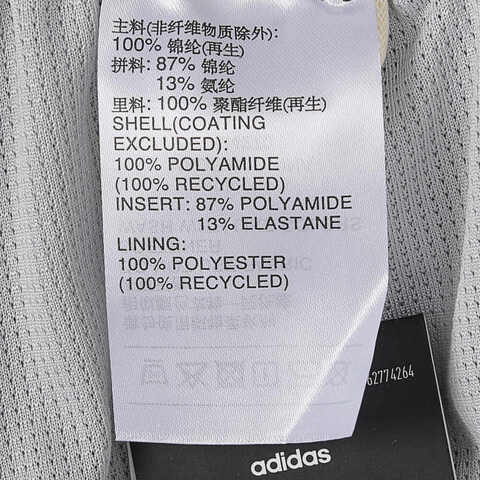 主料(非纤维物质除外):
100% 锦纶(再生)
拼料: 87% 锦纶
13% 氨纶
里料: 100% 聚酯纤维(再生)
SHELL(COATING
EXCLUDED):
100% POLYAMIDE
(100% RECYCLED)
INSERT: 87% POLYAMIDE
13% ELASTANE
LINING:
100% POLYESTER
(100% RECYCLED)
62774264
adidas